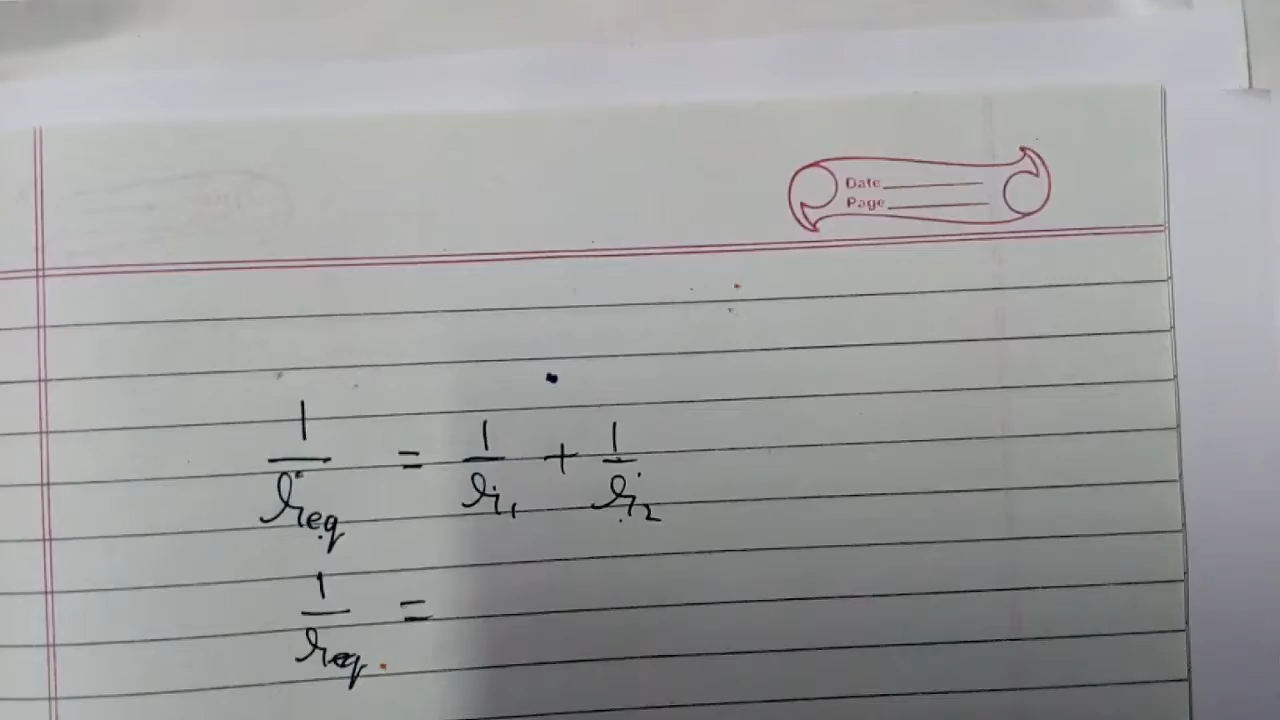 Date
Page
1/r_eq = 1/r_1 + 1/r_2
1/r_eq =